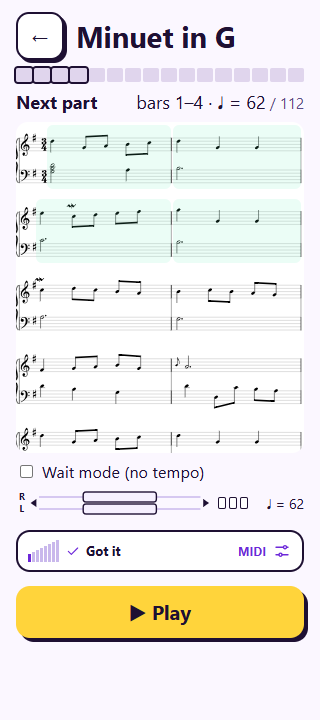 ← Minuet in G
Next part bars 1–4 · ♩ = 62 / 112
Wait mode (no tempo)
R
L
♩ = 62
✓ Got it MIDI
▶ Play